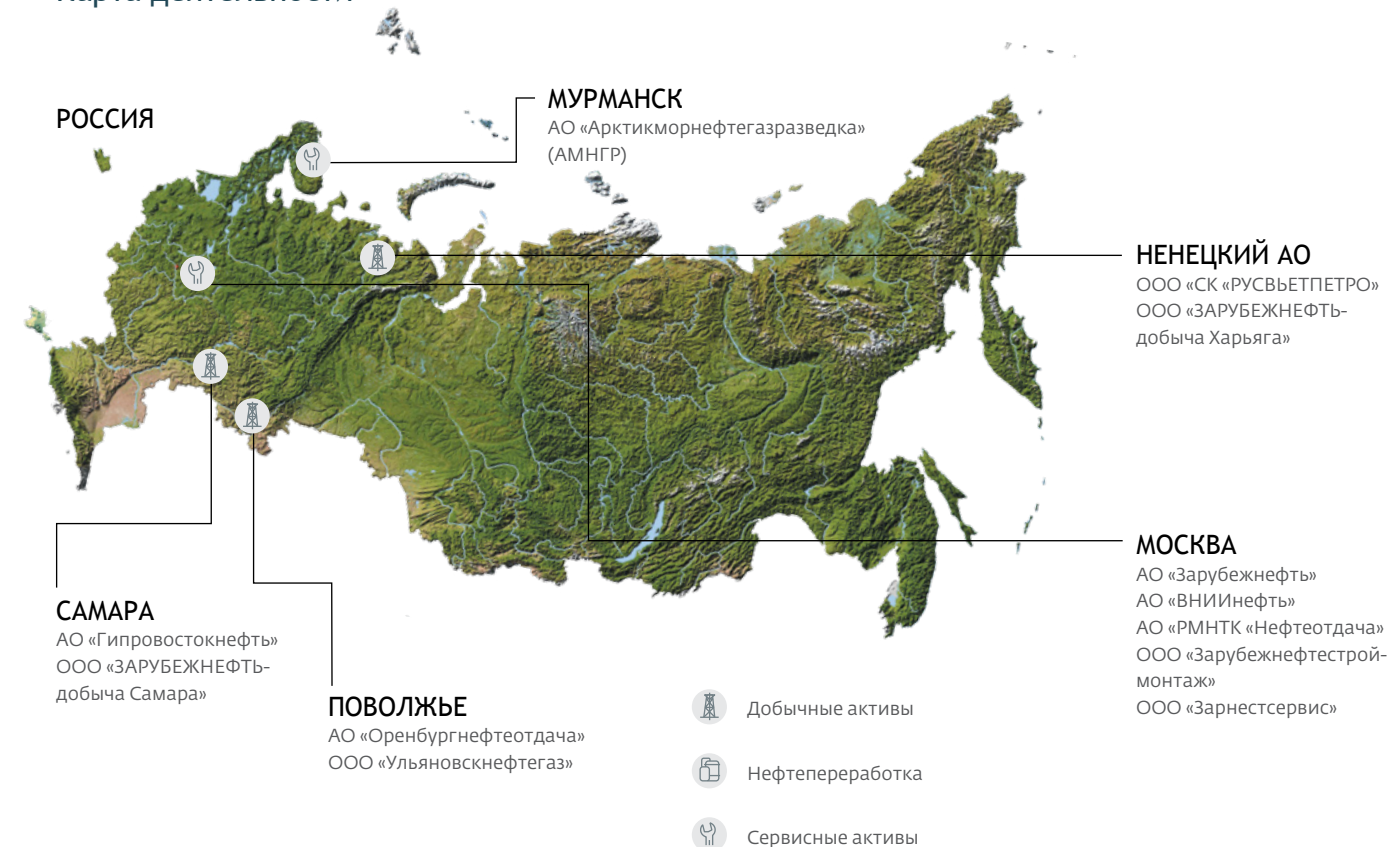 Карта деятельности
РОССИЯ
МУРМАНСК
АО «Арктикморнефтегазразведка»
(АМНГР)
НЕНЕЦКИЙ АО
ООО «СК «РУСВЬЕТПЕТРО»
ООО «ЗАРУБЕЖНЕФТЬ-
добыча Харьяга»
МОСКВА
АО «Зарубежнефть»
АО «ВНИИнефть»
АО «РМНТК «Нефтеотдача»
ООО «Зарубежнефтестрой-
монтаж»
ООО «Зарнестсервис»
САМАРА
АО «Гипровостокнефть»
ООО «ЗАРУБЕЖНЕФТЬ-
добыча Самара»
ПОВОЛЖЬЕ
АО «Оренбургнефтеотдача»
ООО «Ульяновскнефтегаз»
Добычные активы
Нефтепереработка
Сервисные активы